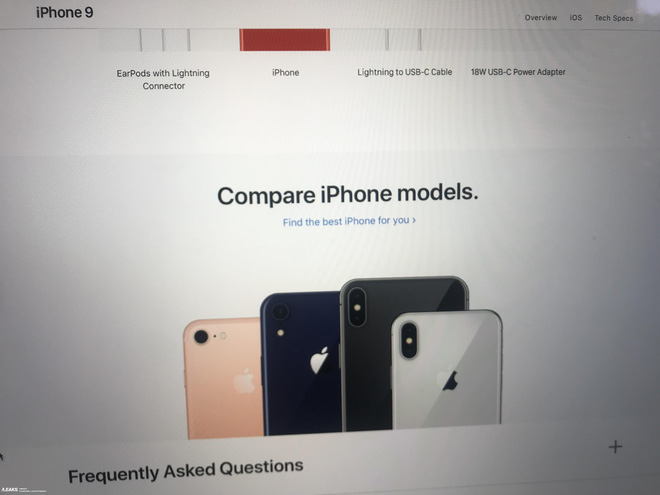 iPhone 9
Overview iOS Tech Specs
EarPods with Lightning
Connector
iPhone
Lightning to USB-C Cable
18W USB-C Power Adapter
Compare iPhone models.
Find the best iPhone for you ›
Frequently Asked Questions